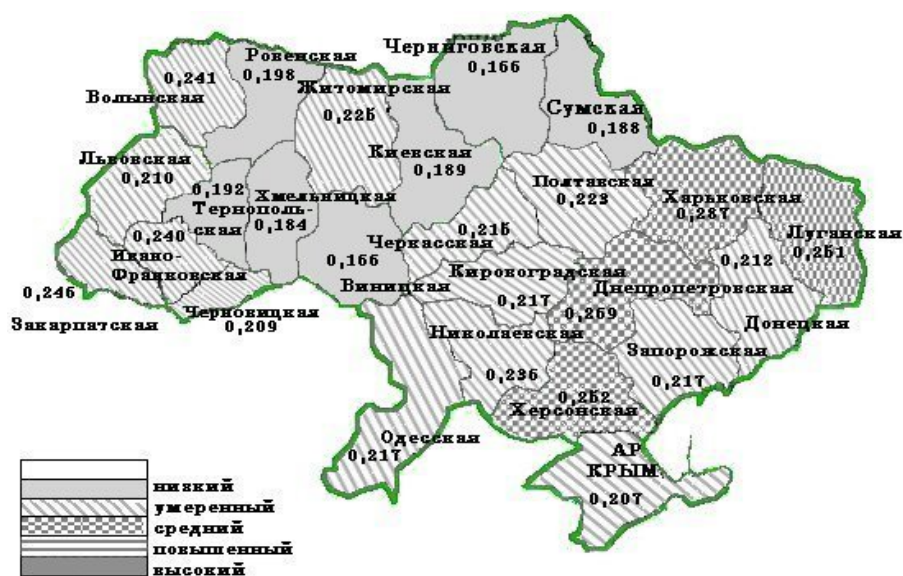 Черниговская
0,166
Ровенская
0,198
0,241
Волынская
Житомирская
0,225
Сумская
0,188
Львовская
0,210
Киевская
0,189
0,192
Тернополь-
ская
Хмельницкая
0,184
Полтавская
0,223
Харьковская
0,287
Луганская
0,251
0,240
Ивано-
Франковская
0,215
Черкасская
0,166
Виницкая
Кировоградская
0,217
0,212
Днепропетровская
0,269
0,246
Закарпатская
Черновицкая
0,209
Николаевская
0,236
Донецкая
Запорожская
0,217
0,252
Херсонская
Одесская
0,217
АР
КРЫМ
0,207
низкий
умеренный
средний
повышенный
высокий